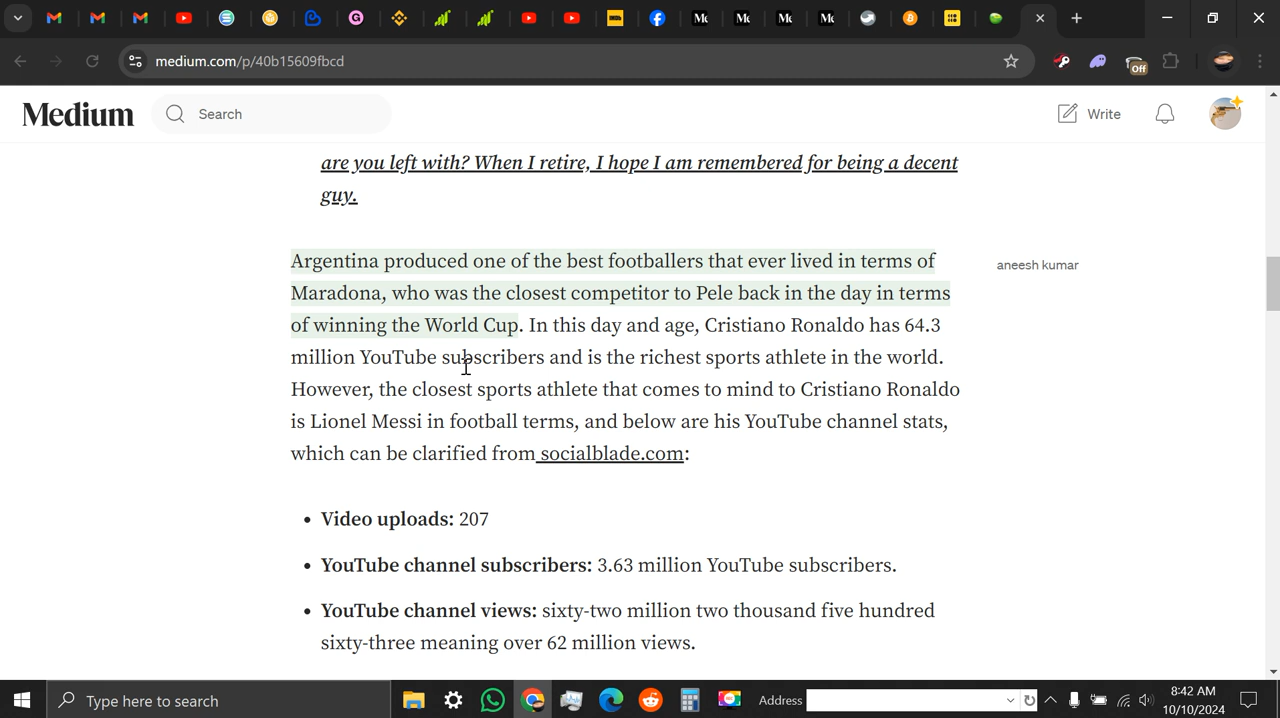 medium.com/p/40b15609fbcd
Off
Medium
Search
Write
are you left with? When I retire, I hope I am remembered for being a decent
guy.
Argentina produced one of the best footballers that ever lived in terms of
Maradona, who was the closest competitor to Pele back in the day in terms
of winning the World Cup. In this day and age, Cristiano Ronaldo has 64.3
million YouTube subscribers and is the richest sports athlete in the world.
However, the closest sports athlete that comes to mind to Cristiano Ronaldo
is Lionel Messi in football terms, and below are his YouTube channel stats,
which can be clarified from socialblade.com:
aneesh kumar
• Video uploads: 207
• YouTube channel subscribers: 3.63 million YouTube subscribers.
• YouTube channel views: sixty-two million two thousand five hundred
sixty-three meaning over 62 million views.
Type here to search
Address
8:42 AM
10/10/2024